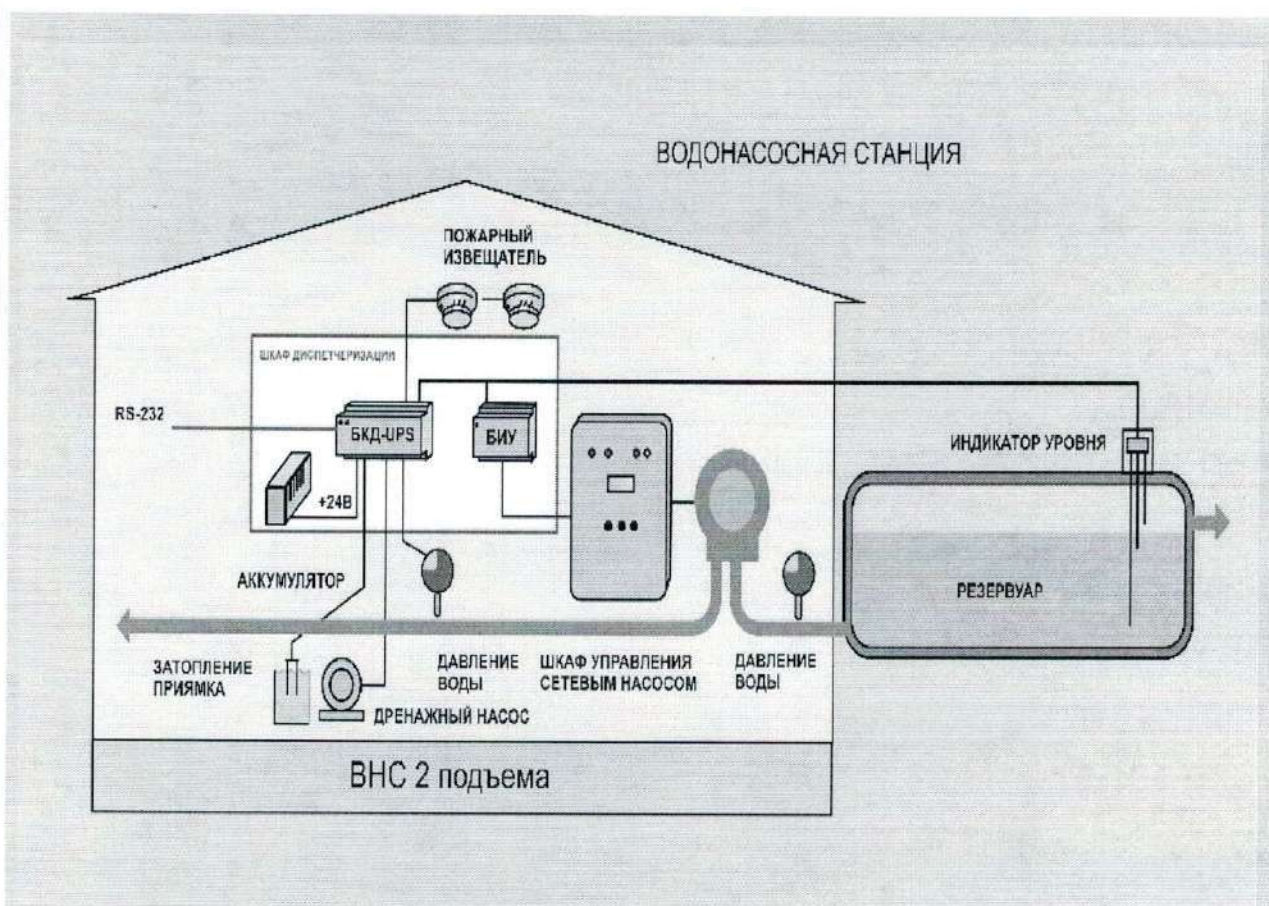 ВОДОНАСОСНАЯ СТАНЦИЯ
ПОЖАРНЫЙ
ИЗВЕЩАТЕЛЬ
ШКАФ ДИСПЕТЧЕРИЗАЦИИ
RS-232
БКД-UPS
БИУ
ИНДИКАТОР УРОВНЯ
+24В
АККУМУЛЯТОР
РЕЗЕРВУАР
ЗАТОПЛЕНИЕ
ПРИЯМКА
ДАВЛЕНИЕ
ВОДЫ
ШКАФ УПРАВЛЕНИЯ
СЕТЕВЫМ НАСОСОМ
ДАВЛЕНИЕ
ВОДЫ
ДРЕНАЖНЫЙ НАСОС
ВНС 2 подъема